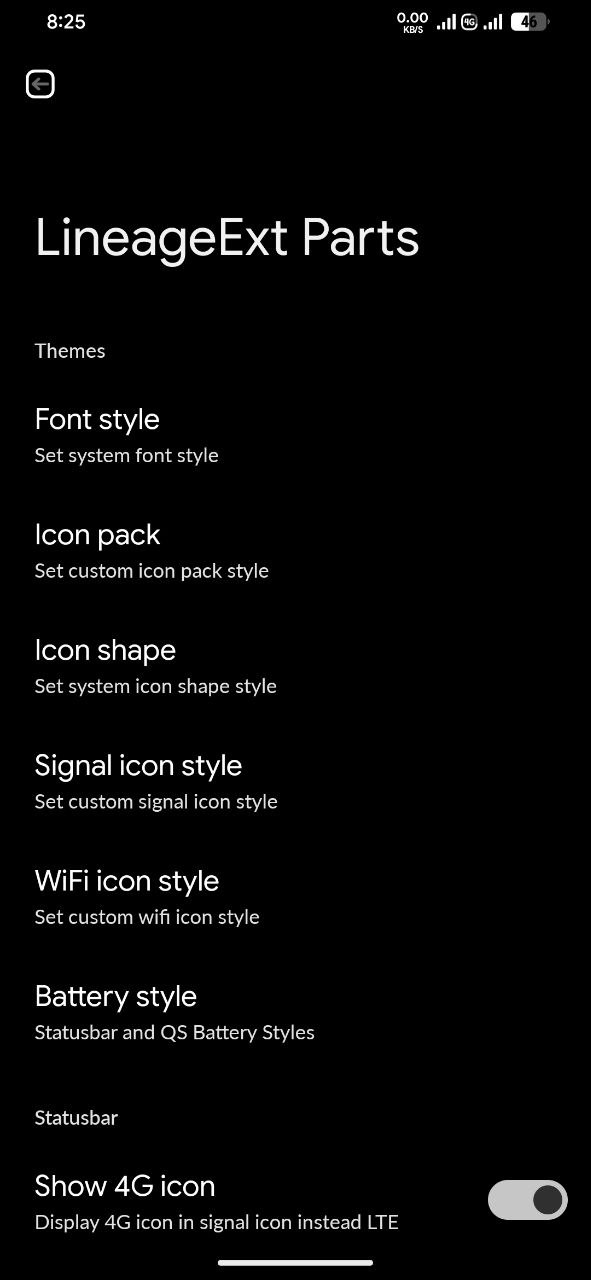 8:25
0.00
KB/S
4G
46
LineageExt Parts
Themes
Font style
Set system font style
Icon pack
Set custom icon pack style
Icon shape
Set system icon shape style
Signal icon style
Set custom signal icon style
WiFi icon style
Set custom wifi icon style
Battery style
Statusbar and QS Battery Styles
Statusbar
Show 4G icon
Display 4G icon in signal icon instead LTE